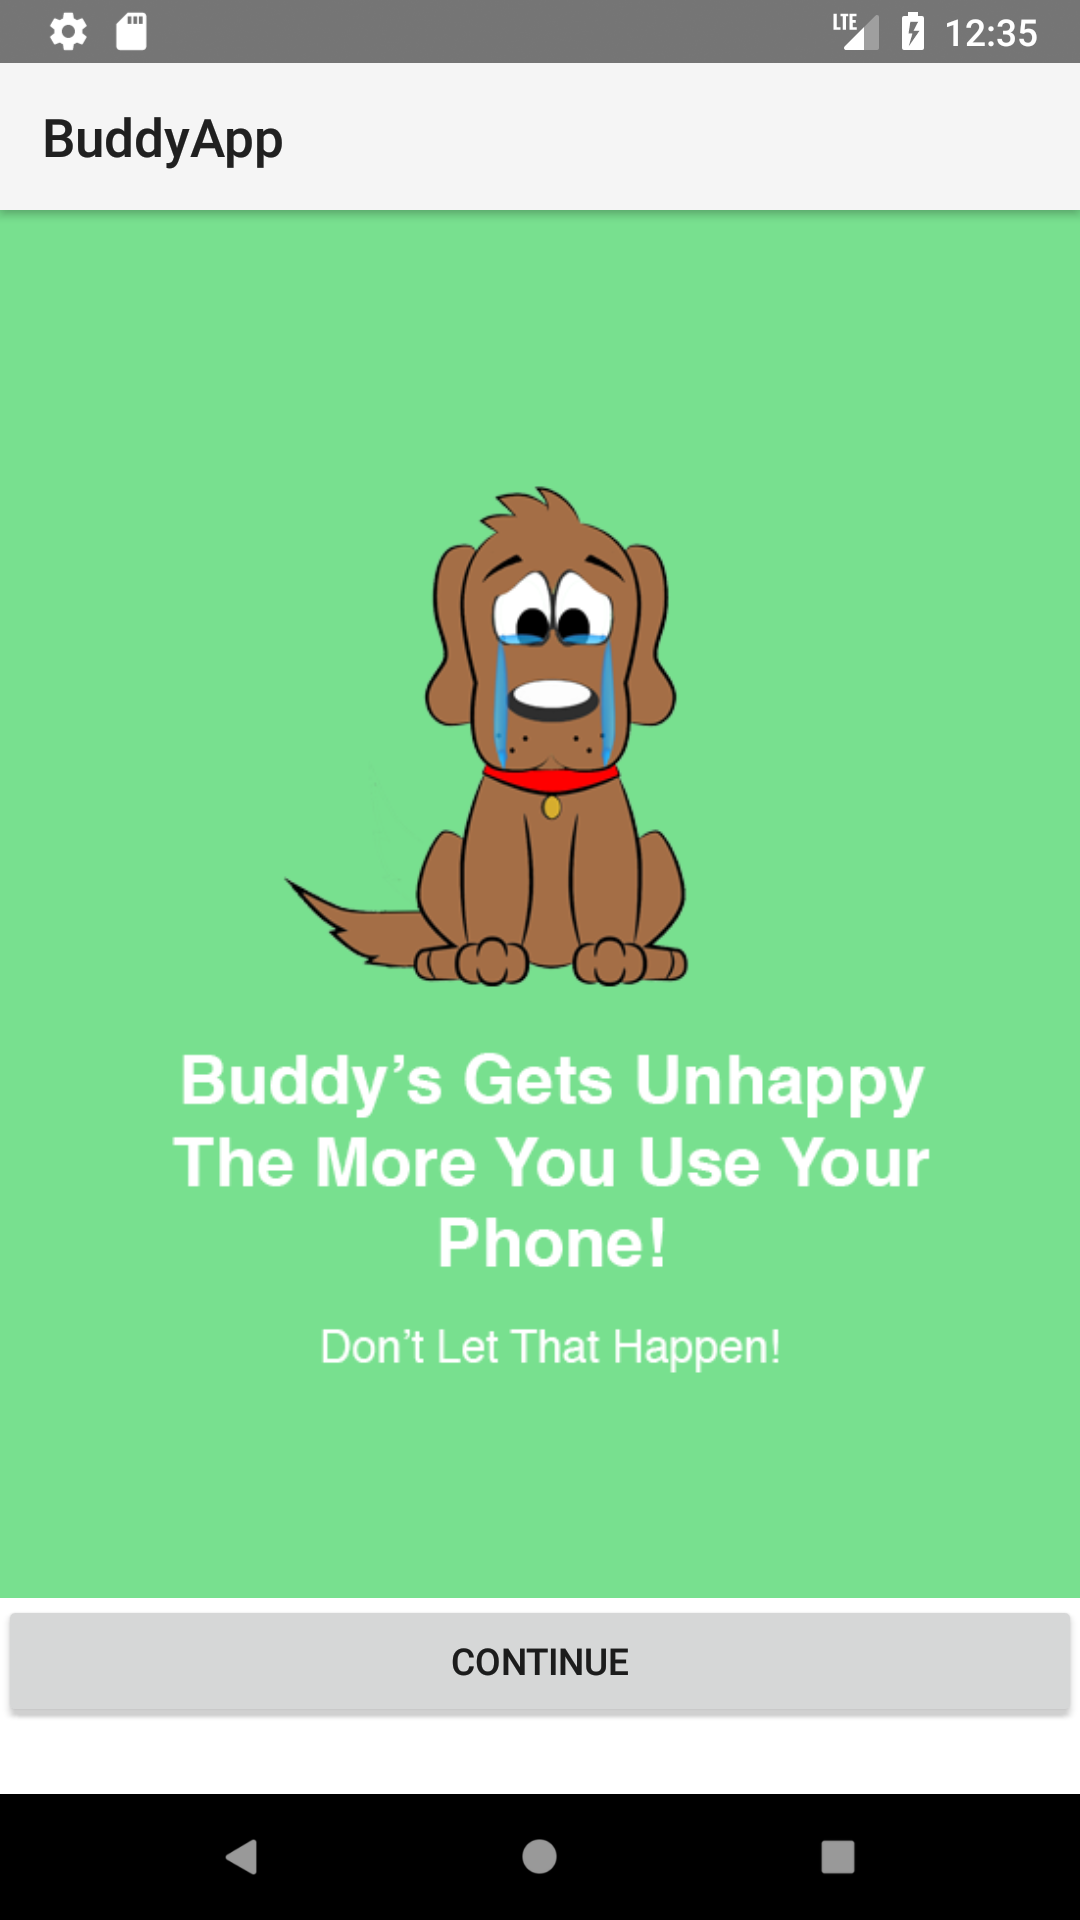 LTE 12:35
BuddyApp
Buddy’s Gets Unhappy
The More You Use Your
Phone!
Don’t Let That Happen!
CONTINUE